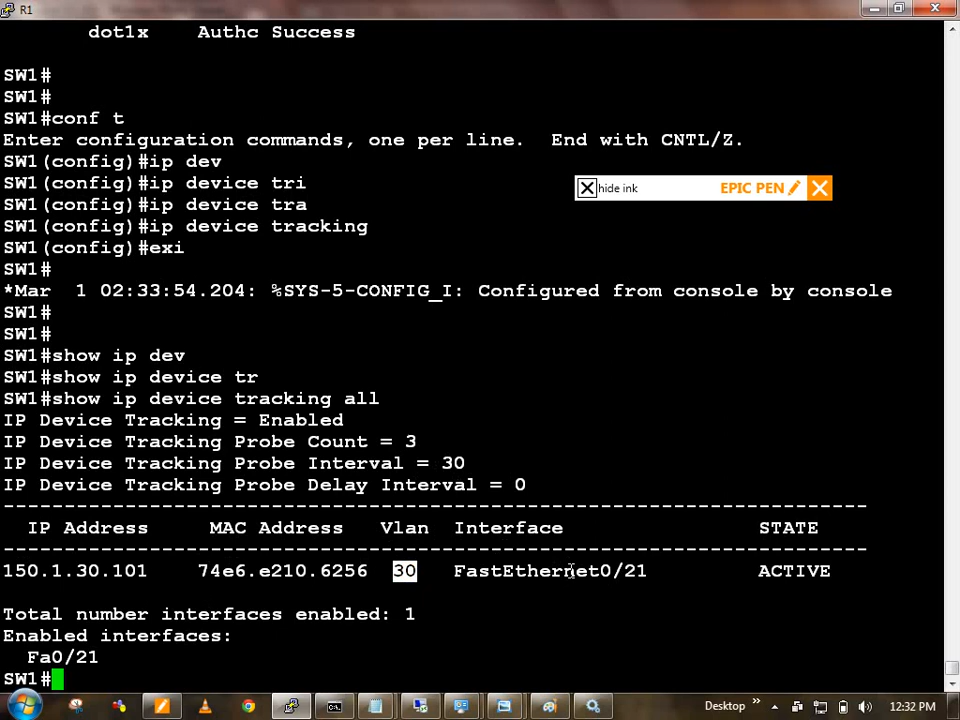 R1
dot1x    Authc Success
SW1#
SW1#
SW1#conf t
Enter configuration commands, one per line.  End with CNTL/Z.
SW1(config)#ip dev
SW1(config)#ip device tri
SW1(config)#ip device tra
SW1(config)#ip device tracking
SW1(config)#exi
SW1#
*Mar  1 02:33:54.204: %SYS-5-CONFIG_I: Configured from console by console
SW1#
SW1#
SW1#show ip dev
SW1#show ip device tr
SW1#show ip device tracking all
IP Device Tracking = Enabled
IP Device Tracking Probe Count = 3
IP Device Tracking Probe Interval = 30
IP Device Tracking Probe Delay Interval = 0
-----------------------------------------------------------------------
IP Address     MAC Address   Vlan  Interface                STATE
-----------------------------------------------------------------------
150.1.30.101    74e6.e210.6256  30   FastEthernet0/21         ACTIVE
Total number interfaces enabled: 1
Enabled interfaces:
Fa0/21
SW1#
hide ink EPIC PEN
Desktop » 12:32 PM